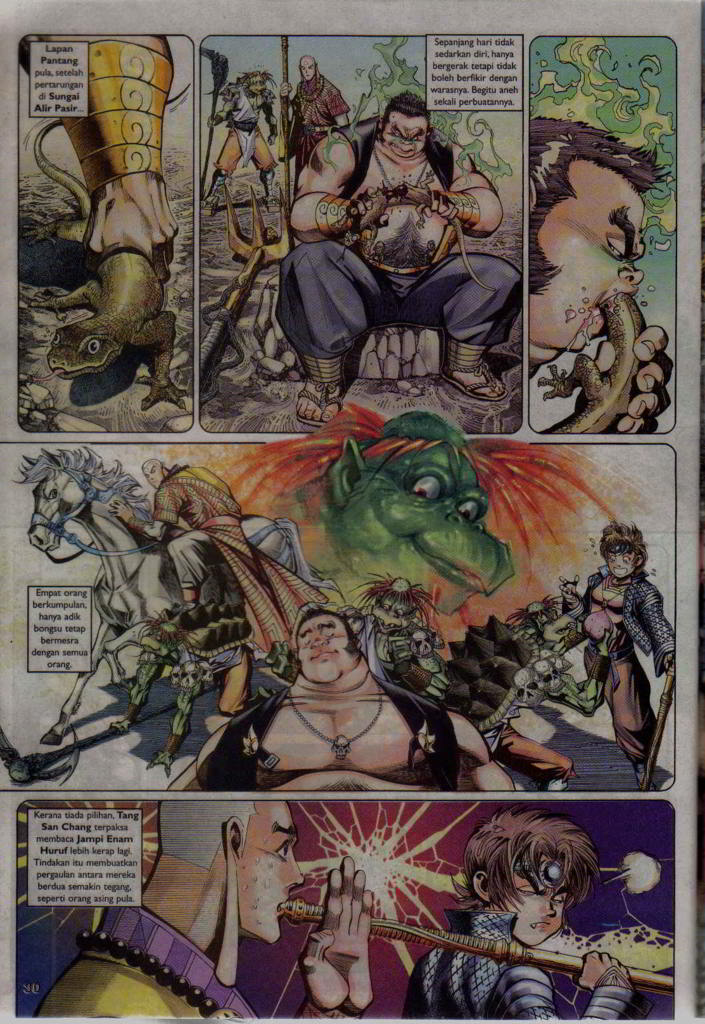 Lapan
Pantang
pula, setelah
pertarungan
di Sungai
Alir Pasir...
Sepanjang hari tidak
sedarkan diri, hanya
bergerak tetapi tidak
boleh berfikir dengan
warasnya. Begitu aneh
sekali perbuatannya.
Empat orang
berkumpulan,
hanya adik
bongsu tetap
bermesra
dengan semua
orang.
Kerana tiada pilihan, Tang
San Chang terpaksa
membaca Jampi Enam
Huruf lebih kerap lagi.
Tindakan itu membuatkan
pergaulan antara mereka
berdua semakin tegang,
seperti orang asing pula.